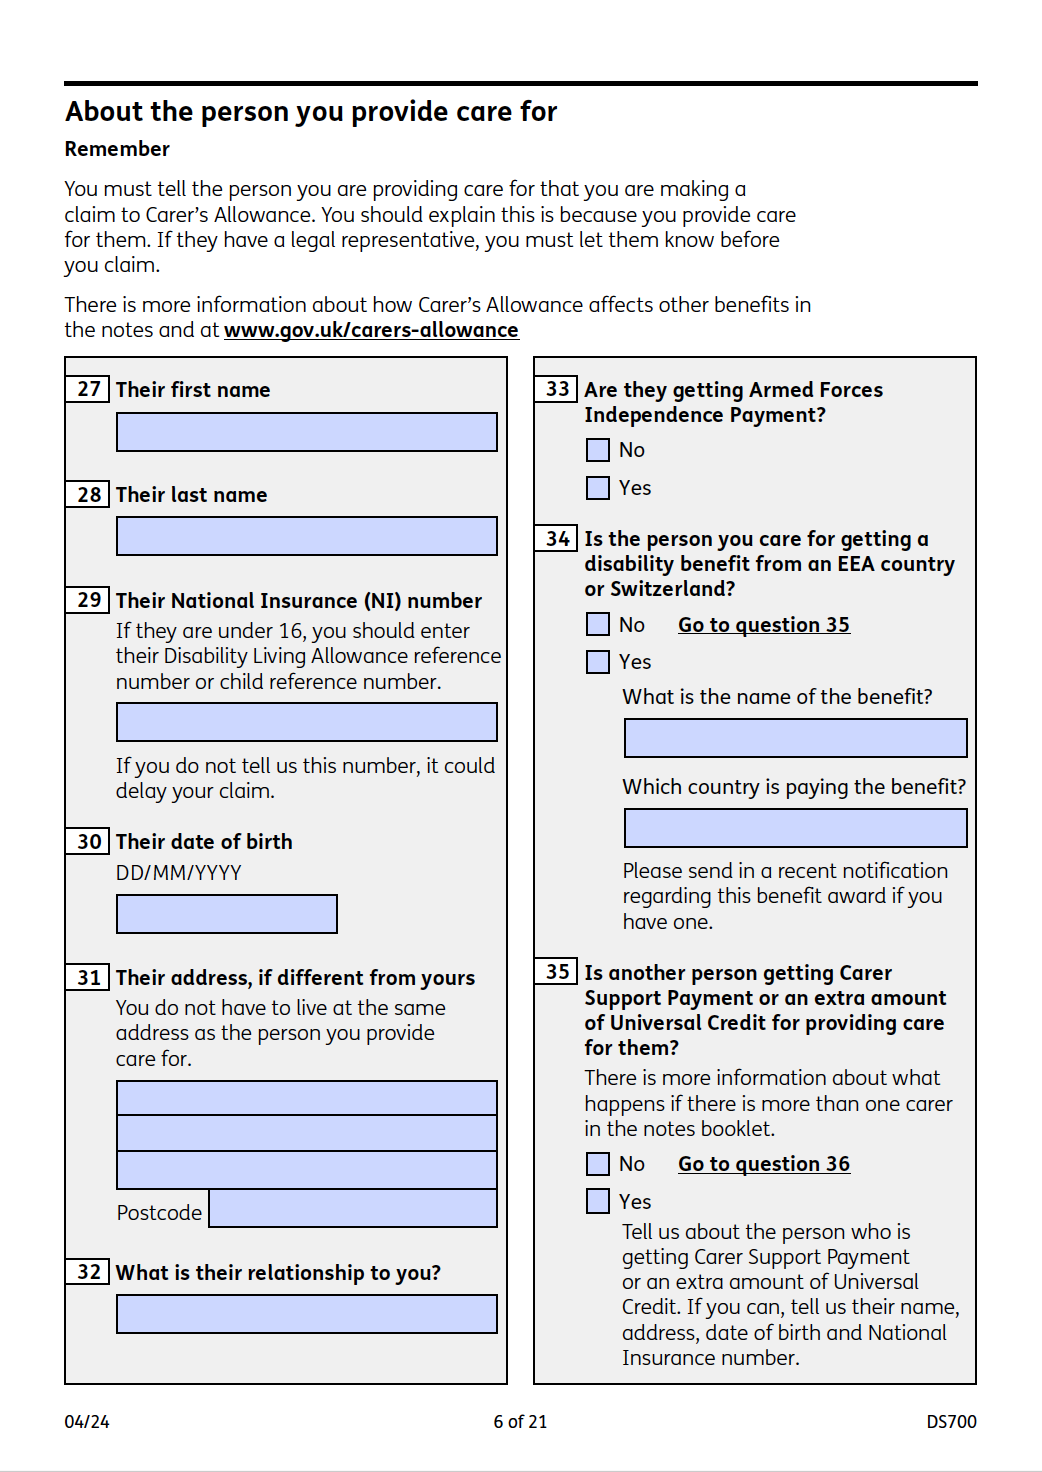 About the person you provide care for
Remember
You must tell the person you are providing care for that you are making a
claim to Carer's Allowance. You should explain this is because you provide care
for them. If they have a legal representative, you must let them know before
you claim.
There is more information about how Carer's Allowance affects other benefits in
the notes and at www.gov.uk/carers-allowance
27 Their first name
28 Their last name
29 Their National Insurance (NI) number
If they are under 16, you should enter
their Disability Living Allowance reference
number or child reference number.
If you do not tell us this number, it could
delay your claim.
30 Their date of birth
DD/MM/YYYY
31 Their address, if different from yours
You do not have to live at the same
address as the person you provide
care for.
Postcode
32 What is their relationship to you?
33 Are they getting Armed Forces
Independence Payment?
No
Yes
34 Is the person you care for getting a
disability benefit from an EEA country
or Switzerland?
No Go to question 35
Yes
What is the name of the benefit?
Which country is paying the benefit?
Please send in a recent notification
regarding this benefit award if you
have one.
35 Is another person getting Carer
Support Payment or an extra amount
of Universal Credit for providing care
for them?
There is more information about what
happens if there is more than one carer
in the notes booklet.
No Go to question 36
Yes
Tell us about the person who is
getting Carer Support Payment
or an extra amount of Universal
Credit. If you can, tell us their name,
address, date of birth and National
Insurance number.
04/24 6 of 21 DS700